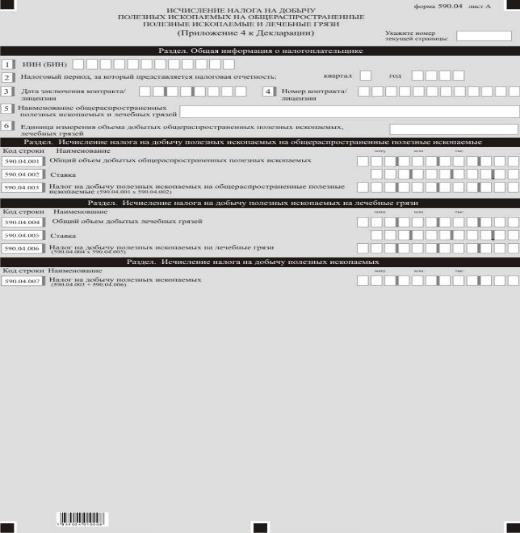 форма 590.04 лист А
ИСЧИСЛЕНИЕ НАЛОГА НА ДОБЫЧУ
ПОЛЕЗНЫХ ИСКОПАЕМЫХ НА ОБЩЕРАСПРОСТРАНЕННЫЕ
ПОЛЕЗНЫЕ ИСКОПАЕМЫЕ И ЛЕЧЕБНЫЕ ГРЯЗИ
(Приложение 4 к Декларации)
Укажите номер
текущей страницы:
Раздел. Общая информация о налогоплательщике
1 ИИН (БИН)
2 Налоговый период, за который представляется налоговая отчетность: квартал год
3 Дата заключения контракта/
лицензии
4 Номер контракта/
лицензии
5 Наименование общераспространенных
полезных ископаемых и лечебных грязей
6 Единица измерения объема добытых общераспространенных полезных ископаемых,
лечебных грязей
Раздел. Исчисление налога на добычу полезных ископаемых на общераспространенные полезные ископаемые
Код строки Наименование млрд млн тыс
590.04.001 Общий объем добытых общераспространенных полезных ископаемых
590.04.002 Ставка
590.04.003 Налог на добычу полезных ископаемых на общераспространенные полезные
ископаемые (590.04.001 х 590.04.002)
Раздел. Исчисление налога на добычу полезных ископаемых на лечебные грязи
Код строки Наименование млрд млн тыс
590.04.004 Общий объем добытых лечебных грязей
590.04.005 Ставка
590.04.006 Налог на добычу полезных ископаемых на лечебные грязи
(590.04.004 х 590.04.005)
Раздел. Исчисление налога на добычу полезных ископаемых
Код строки Наименование млрд млн тыс
590.04.007 Налог на добычу полезных ископаемых
(590.04.003 + 590.04.006)